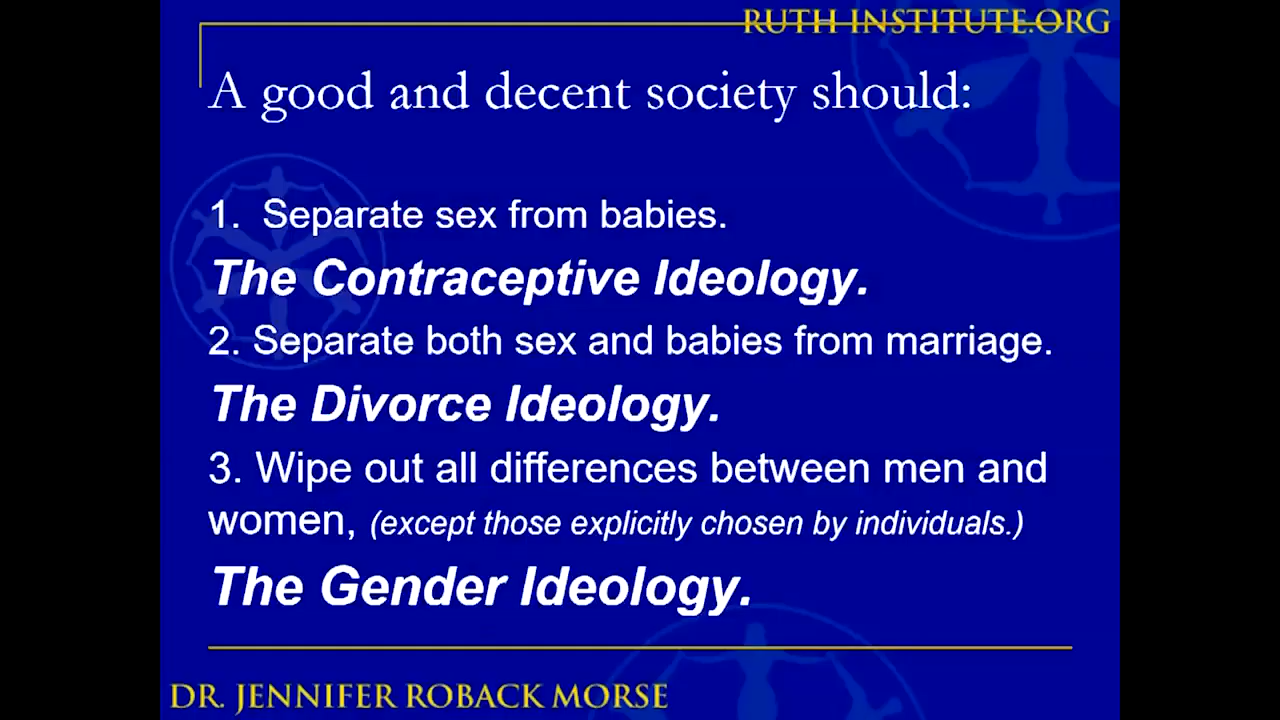 RUTH INSTITUTE.ORG
A good and decent society should:
1. Separate sex from babies.
The Contraceptive Ideology.
2. Separate both sex and babies from marriage.
The Divorce Ideology.
3. Wipe out all differences between men and
women, (except those explicitly chosen by individuals.)
The Gender Ideology.
DR. JENNIFER ROBACK MORSE